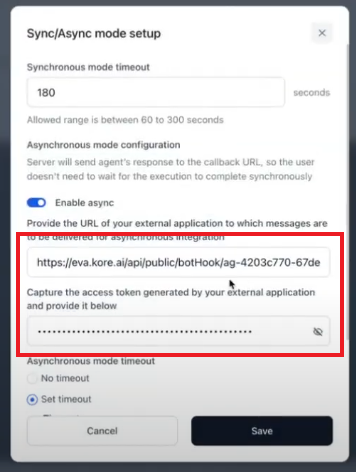 Sync/Async mode setup
Synchronous mode timeout
180
seconds
Allowed range is between 60 to 300 seconds
Asynchronous mode configuration
Server will send agent's response to the callback URL, so the user
doesn't need to wait for the execution to complete synchronously
Enable async
Provide the URL of your external application to which messages are
to be delivered for asynchronous integration
https://eva.kore.ai/api/public/botHook/ag-4203c770-67de
Capture the access token generated by your external application
and provide it below
Asynchronous mode timeout
No timeout
Set timeout
Cancel
Save